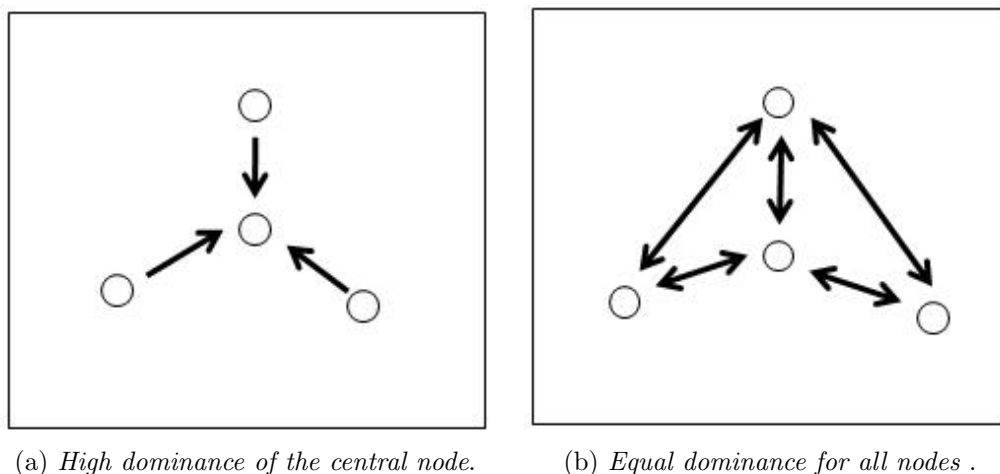 (a) High dominance of the central node.
(b) Equal dominance for all nodes .